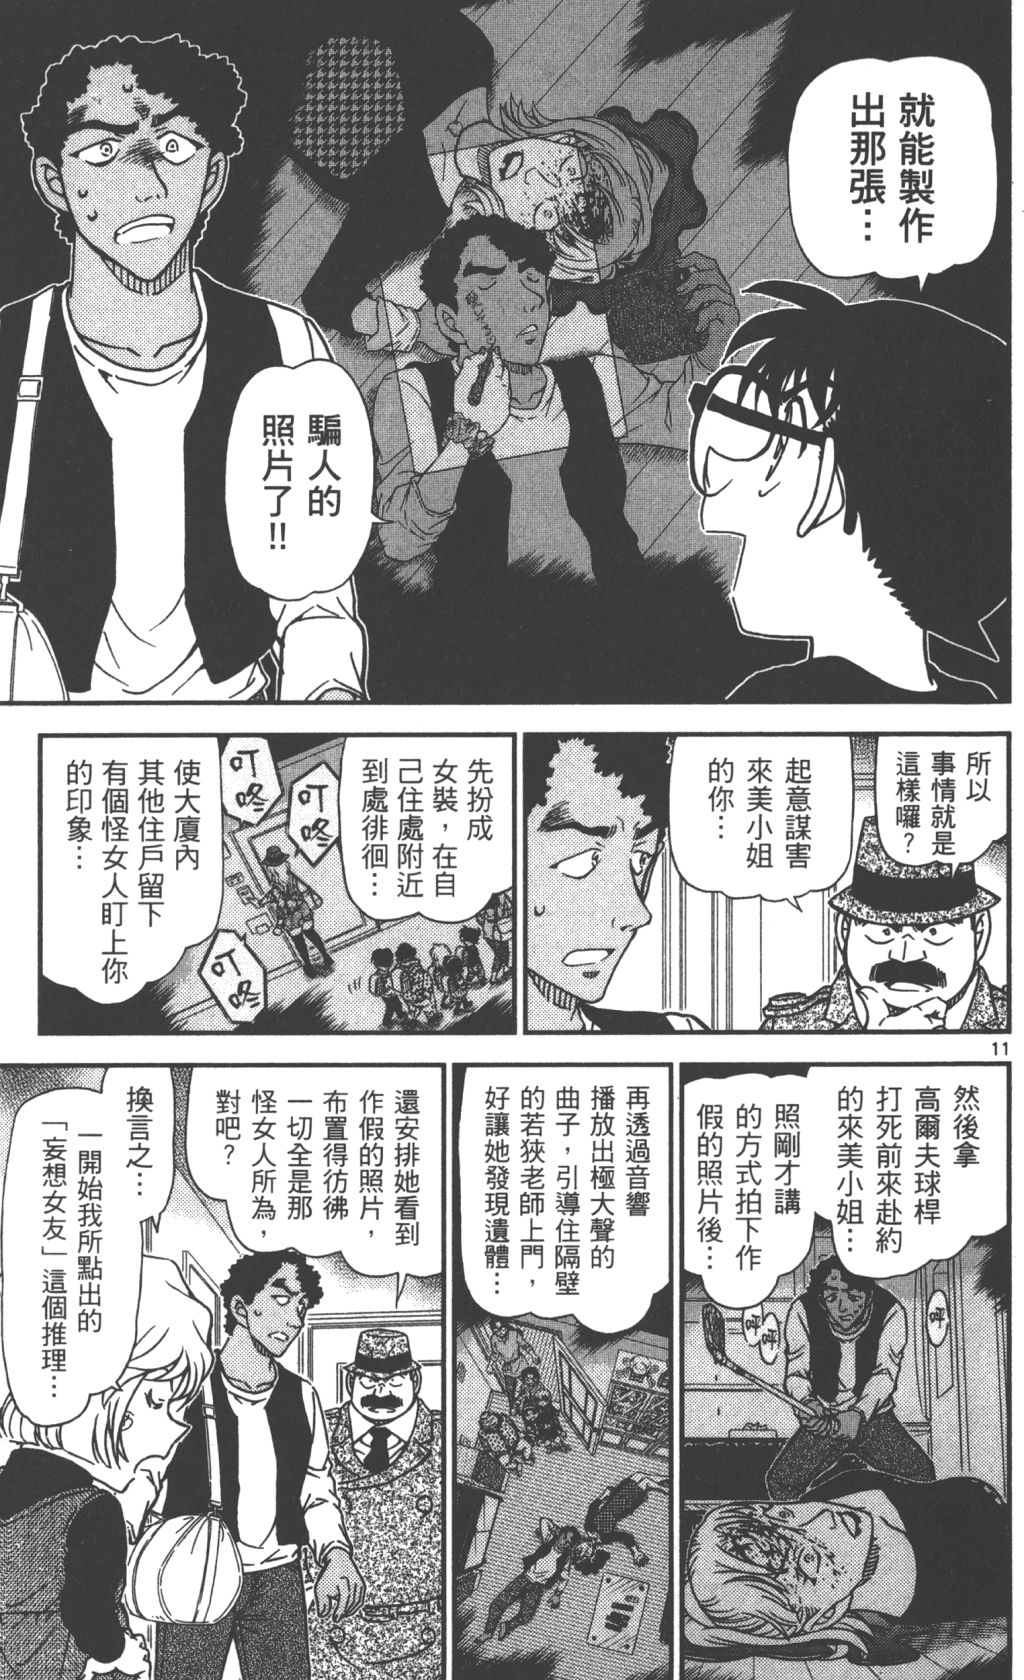 就能製作
出那張…
騙人的
照片了!!
所以
事情就是
這樣囉？
起意謀害
來美小姐
的你…
先扮成
女裝，在自
己住處附近
到處徘徊…
叮咚
叮咚
叮咚
使大廈內
其他住戶留下
有個怪女人盯上你
的印象…
11
然後拿
高爾夫球桿
打死前來赴約
的來美小姐…
照剛才講
的方式拍下作
假的照片後…
呼
呼呼
再透過音響
播放出極大聲的
曲子，引導住隔壁
的若狹老師上門，
好讓她發現遺體…
還安排她看到
作假的照片，
布置得彷彿
一切全是那
怪女人所為，
對吧？
換言之…
一開始我所點出的
「妄想女友」這個推理…